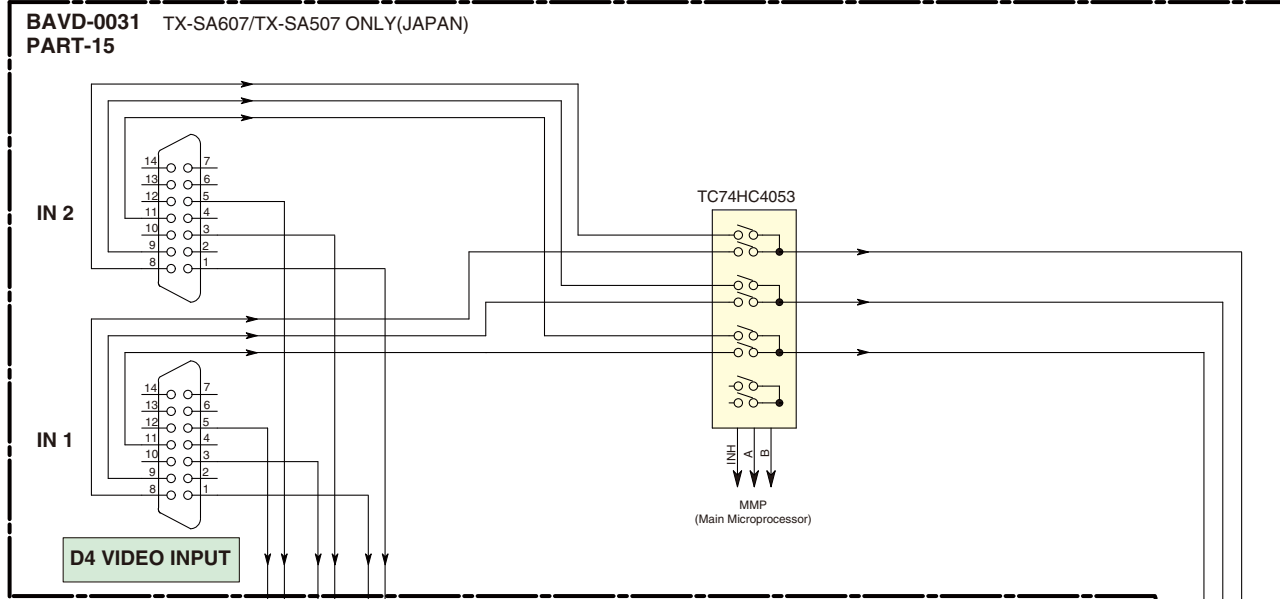 BAVD-0031 TX-SA607/TX-SA507 ONLY(JAPAN)
PART-15
IN 2
14 7
13 6
12 5
11 4
10 3
9 2
8 1
TC74HC4053
IN 1
14 7
13 6
12 5
11 4
10 3
9 2
8 1
INH A B
MMP
(Main Microprocessor)
D4 VIDEO INPUT